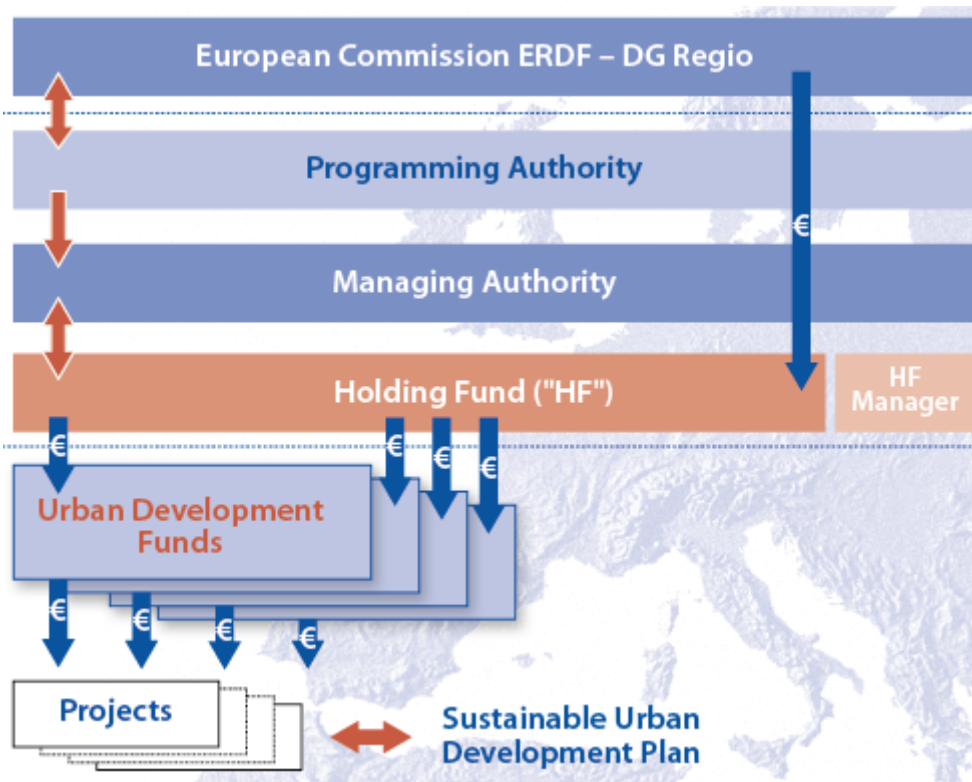 European Commission ERDF – DG Regio
Programming Authority
€
Managing Authority
Holding Fund ("HF")
HF
Manager
€ € € €
Urban Development
Funds
€ € € €
Projects
Sustainable Urban
Development Plan